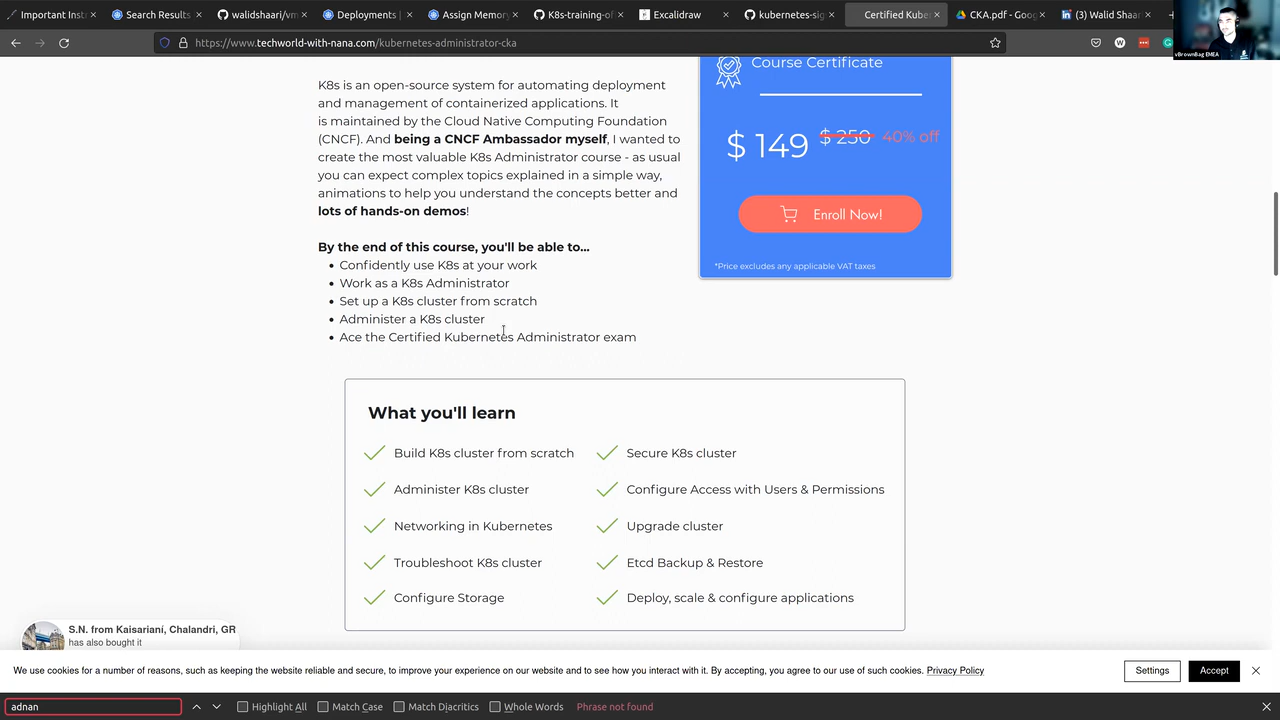 Important Instr
Search Results
walidshaari/vm
Deployments |
Assign Memory
K8s-training-of
Excalidraw
kubernetes-sig
Certified Kuber
CKA.pdf - Goog
(3) Walid Shaar
https://www.techworld-with-nana.com/kubernetes-administrator-cka
vBrownBag EMEA
K8s is an open-source system for automating deployment
and management of containerized applications. It
is maintained by the Cloud Native Computing Foundation
(CNCF). And being a CNCF Ambassador myself, I wanted to
create the most valuable K8s Administrator course - as usual
you can expect complex topics explained in a simple way,
animations to help you understand the concepts better and
lots of hands-on demos!
Course Certificate
$ 149 $ 250 40% off
Enroll Now!
*Price excludes any applicable VAT taxes
By the end of this course, you'll be able to...
Confidently use K8s at your work
Work as a K8s Administrator
Set up a K8s cluster from scratch
Administer a K8s cluster
Ace the Certified Kubernetes Administrator exam
What you'll learn
Build K8s cluster from scratch
Administer K8s cluster
Networking in Kubernetes
Troubleshoot K8s cluster
Configure Storage
Secure K8s cluster
Configure Access with Users & Permissions
Upgrade cluster
Etcd Backup & Restore
Deploy, scale & configure applications
S.N. from Kaisarianí, Chalandri, GR
has also bought it
We use cookies for a number of reasons, such as keeping the website reliable and secure, to improve your experience on our website and to see how you interact with it. By accepting, you agree to our use of such cookies. Privacy Policy
Settings
Accept
adnan
Highlight All
Match Case
Match Diacritics
Whole Words
Phrase not found